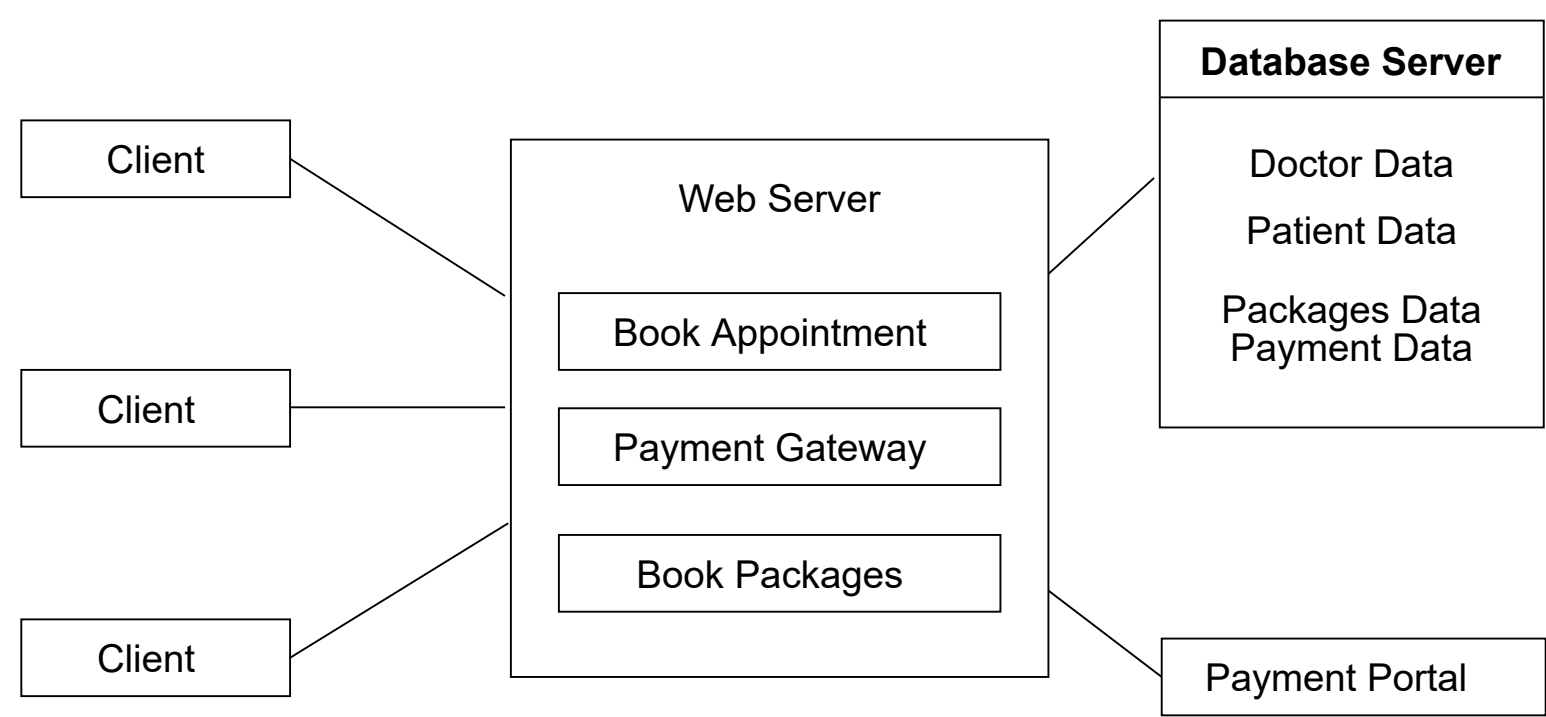 Client
Client
Client
Web Server
Book Appointment
Payment Gateway
Book Packages
Database Server
Doctor Data
Patient Data
Packages Data
Payment Data
Payment Portal